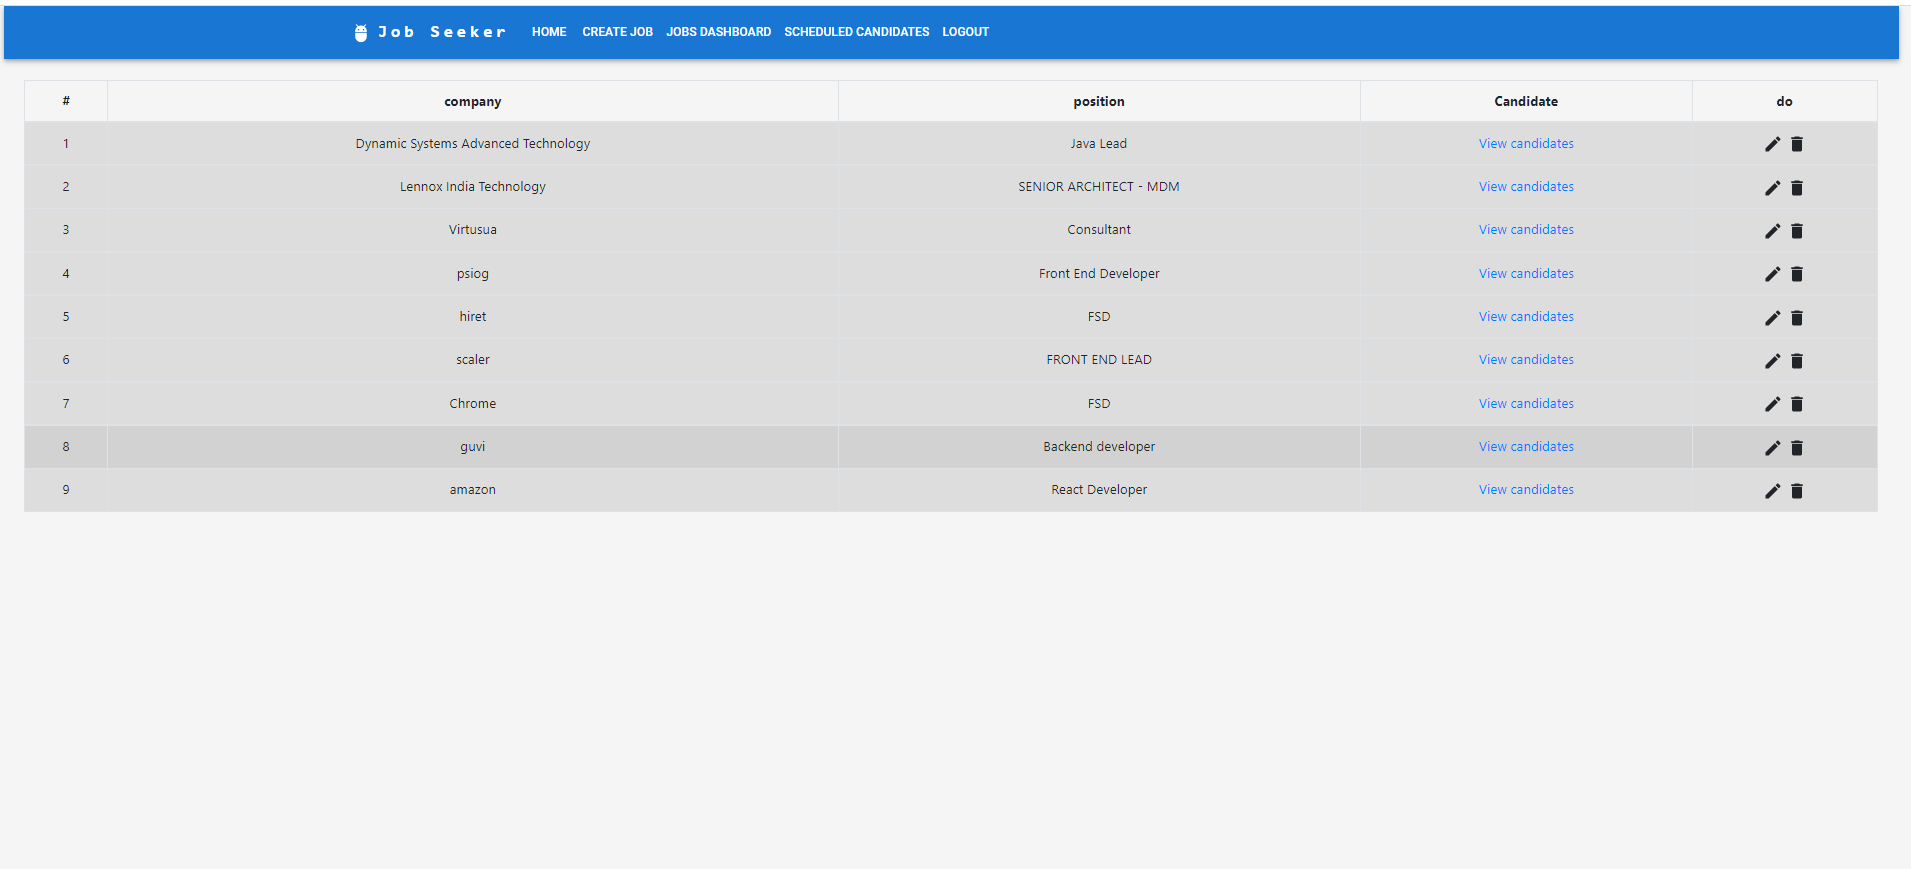 Job Seeker HOME CREATE JOB JOBS DASHBOARD SCHEDULED CANDIDATES LOGOUT
# company position Candidate do
1 Dynamic Systems Advanced Technology Java Lead View candidates
2 Lennox India Technology SENIOR ARCHITECT - MDM View candidates
3 Virtusua Consultant View candidates
4 psiog Front End Developer View candidates
5 hiret FSD View candidates
6 scaler FRONT END LEAD View candidates
7 Chrome FSD View candidates
8 guvi Backend developer View candidates
9 amazon React Developer View candidates